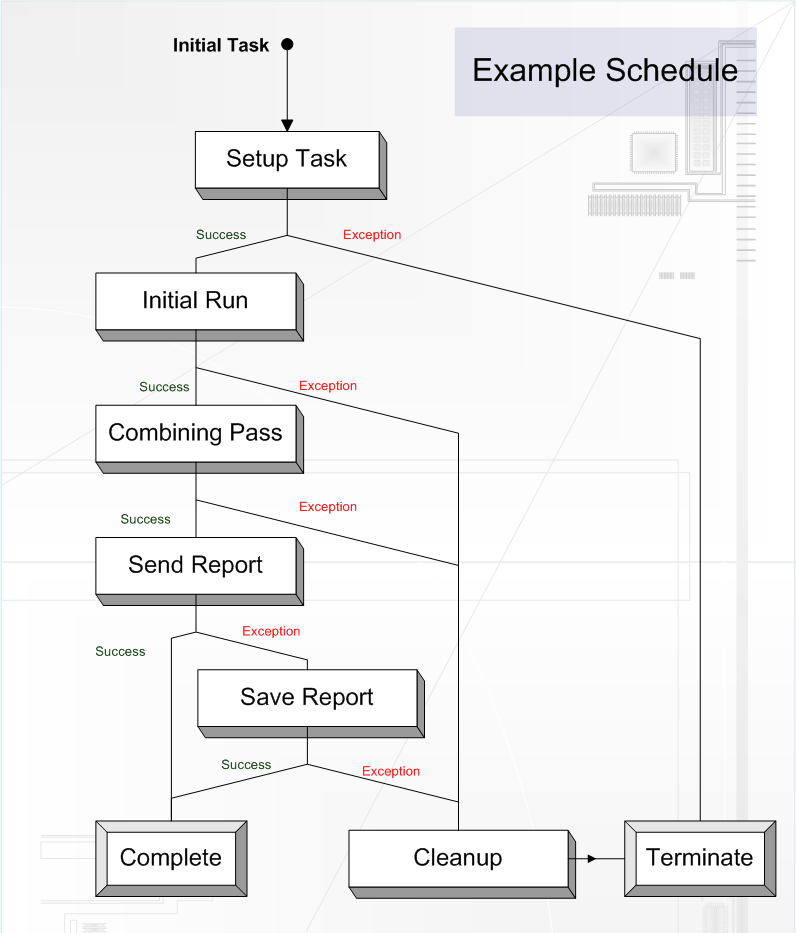 Initial Task
Example Schedule
Setup Task
Success
Exception
Initial Run
Success
Exception
Combining Pass
Success
Exception
Send Report
Success
Exception
Save Report
Success
Exception
Complete
Cleanup
Terminate